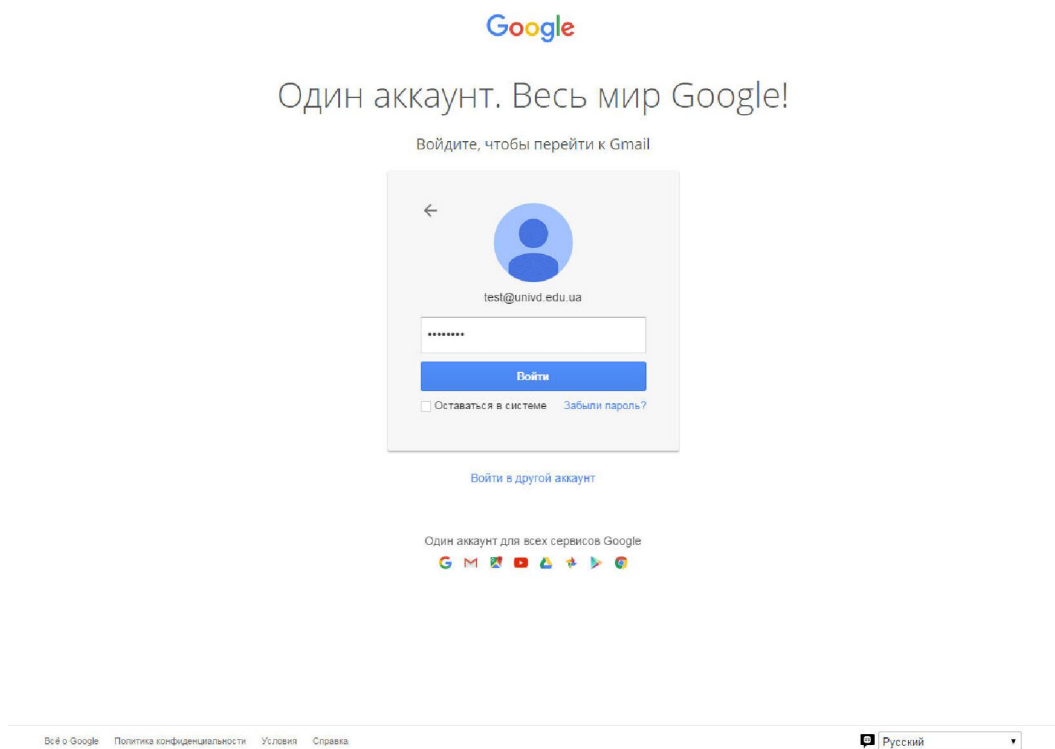 Google
Один аккаунт. Весь мир Google!
Войдите, чтобы перейти к Gmail
test@univd.edu.ua
••••••••
Войти
Оставаться в системе Забыли пароль?
Войти в другой аккаунт
Один аккаунт для всех сервисов Google
Всё о Google Политика конфиденциальности Условия Справка Русский